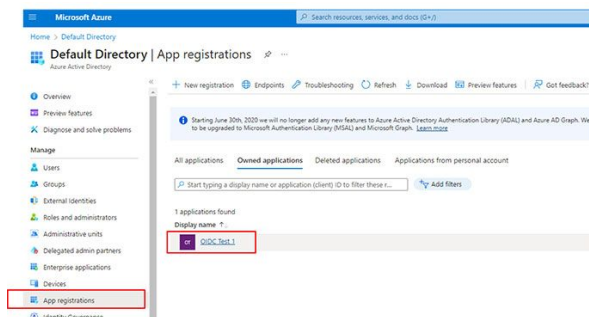 Microsoft Azure
Search resources, services, and docs (G+/)
Home > Default Directory
Default Directory | App registrations
Azure Active Directory
New registration Endpoints Troubleshooting Refresh Download Preview features Got feedback?
Overview
Preview features
Diagnose and solve problems
Manage
Users
Groups
External Identities
Roles and administrators
Administrative units
Delegated admin partners
Enterprise applications
Devices
App registrations
Identity Governance
Starting June 30th, 2020 we will no longer add any new features to Azure Active Directory Authentication Library (ADAL) and Azure AD Graph. We
to be upgraded to Microsoft Authentication Library (MSAL) and Microsoft Graph. Learn more
All applications Owned applications Deleted applications Applications from personal account
Start typing a display name or application (client) ID to filter these r...
Add filters
1 applications found
Display name ↑
OT OIDC Test 1